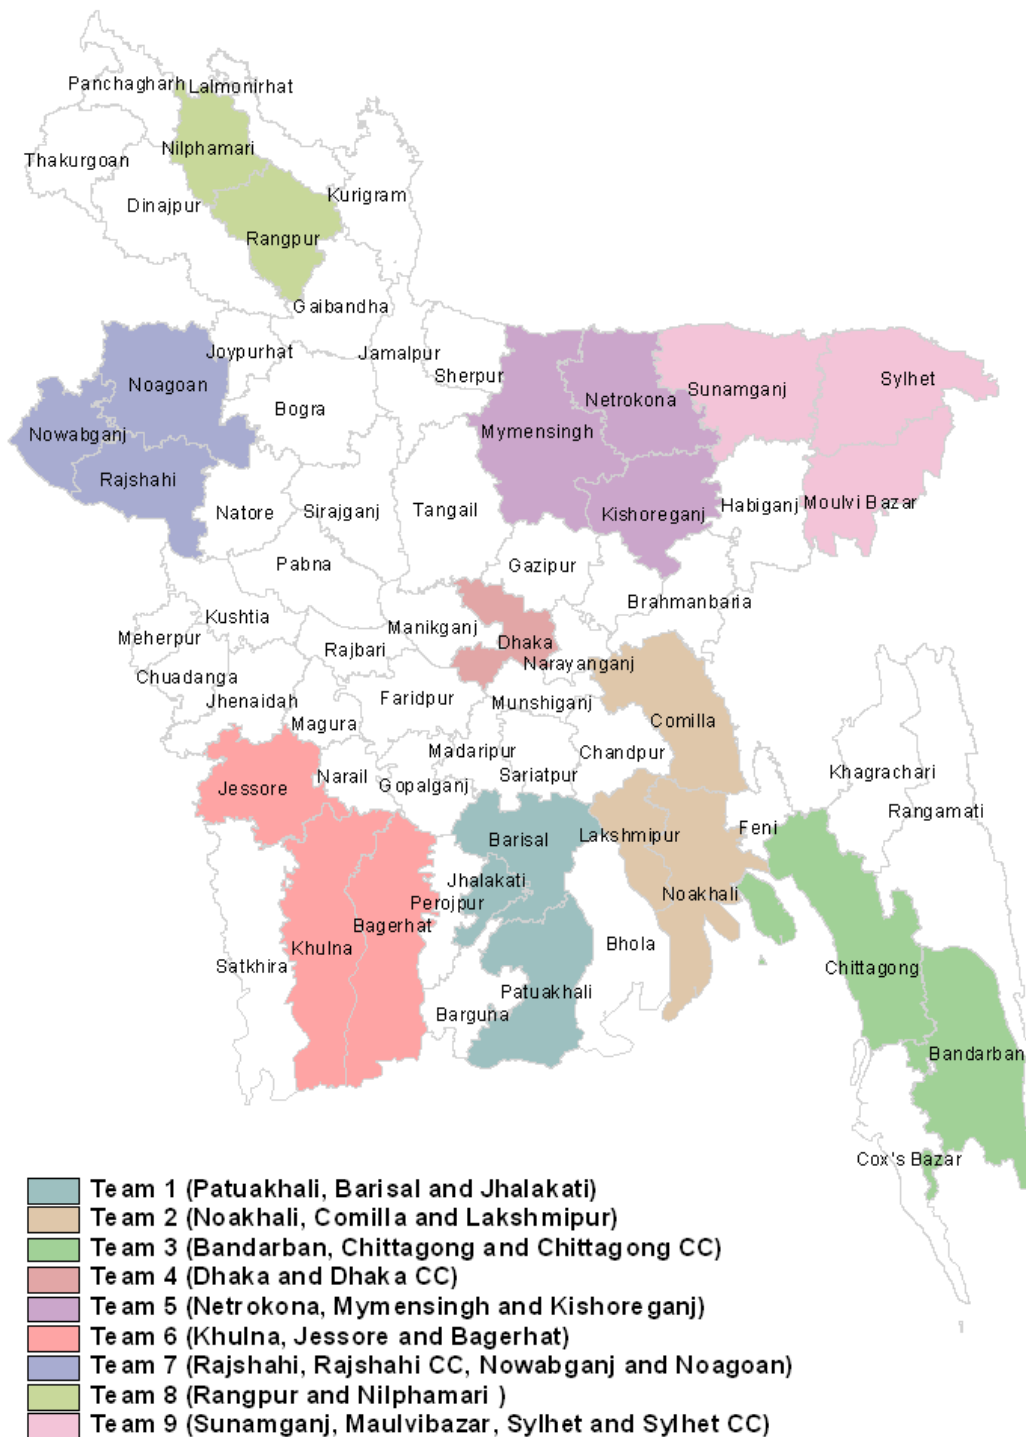 Panchagharh
Lalmonirhat
Nilphamari
Thakurgoan
Kurigram
Dinajpur
Rangpur
Gaibandha
Joypurhat
Jamalpur
Sherpur
Noagoan
Sunamganj
Sylhet
Netrokona
Bogra
Nowabganj
Mymensingh
Rajshahi
Natore
Sirajganj
Tangail
Kishoreganj
Habiganj
Moulvi Bazar
Pabna
Gazipur
Brahmanbaria
Kushtia
Meherpur
Manikganj
Dhaka
Rajbari
Narayanganj
Chuadanga
Jhenaidah
Faridpur
Munshiganj
Magura
Comilla
Madaripur
Chandpur
Narail
Sariatpur
Khagrachari
Jessore
Gopalganj
Rangamati
Feni
Barisal
Lakshmipur
Jhalakati
Noakhali
Perojpur
Bagerhat
Khulna
Bhola
Satkhira
Chittagong
Patuakhali
Barguna
Bandarban
Cox's Bazar
Team 1 (Patuakhali, Barisal and Jhalakati)
Team 2 (Noakhali, Comilla and Lakshmipur)
Team 3 (Bandarban, Chittagong and Chittagong CC)
Team 4 (Dhaka and Dhaka CC)
Team 5 (Netrokona, Mymensingh and Kishoreganj)
Team 6 (Khulna, Jessore and Bagerhat)
Team 7 (Rajshahi, Rajshahi CC, Nowabganj and Noagoan)
Team 8 (Rangpur and Nilphamari )
Team 9 (Sunamganj, Maulvibazar, Sylhet and Sylhet CC)